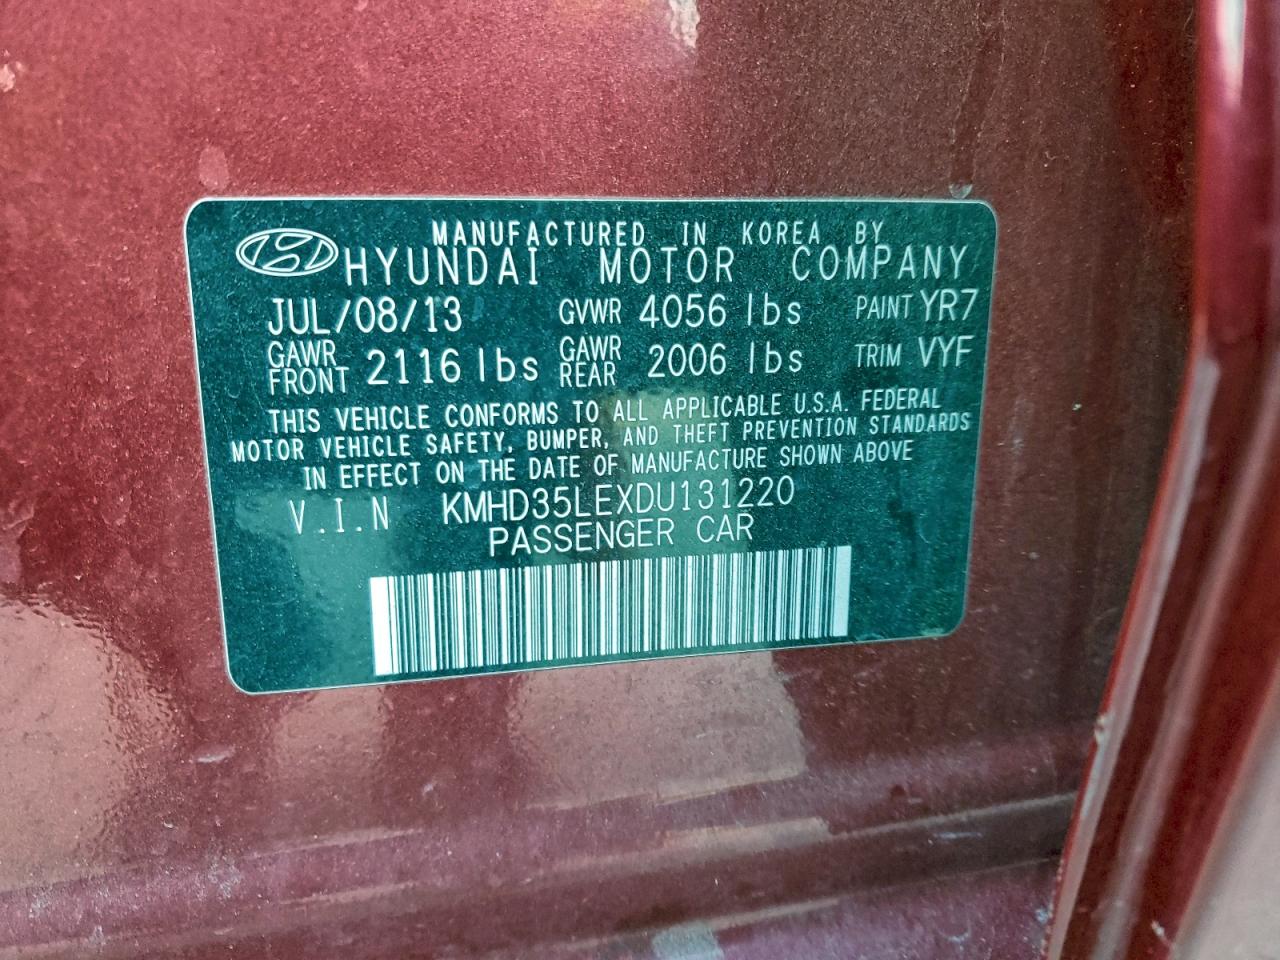 MANUFACTURED IN KOREA BY
HYUNDAI MOTOR COMPANY
JUL/08/13 GVWR 4056 lbs PAINT YR7
GAWR FRONT 2116 lbs GAWR REAR 2006 lbs TRIM VYF
THIS VEHICLE CONFORMS TO ALL APPLICABLE U.S.A. FEDERAL
MOTOR VEHICLE SAFETY, BUMPER, AND THEFT PREVENTION STANDARDS
IN EFFECT ON THE DATE OF MANUFACTURE SHOWN ABOVE
V.I.N KMHD35LEXDU131220
PASSENGER CAR